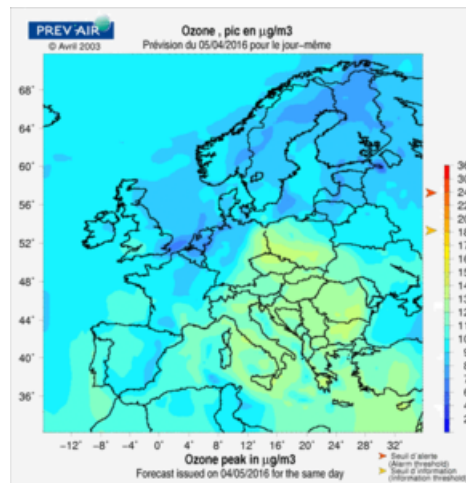 PREV'AIR
© Avril 2003
Ozone , pic en µg/m3
Prévision du 05/04/2016 pour le jour-même
68°
64°
60°
56°
52°
48°
44°
40°
36°
-12° -8° -4° 0° 4° 8° 12° 16° 20° 24° 28° 32°
Ozone peak in µg/m3
Forecast issued on 04/05/2016 for the same day
Seuil d'alerte
(Alarm threshold)
Seuil d'information
(Information thresh